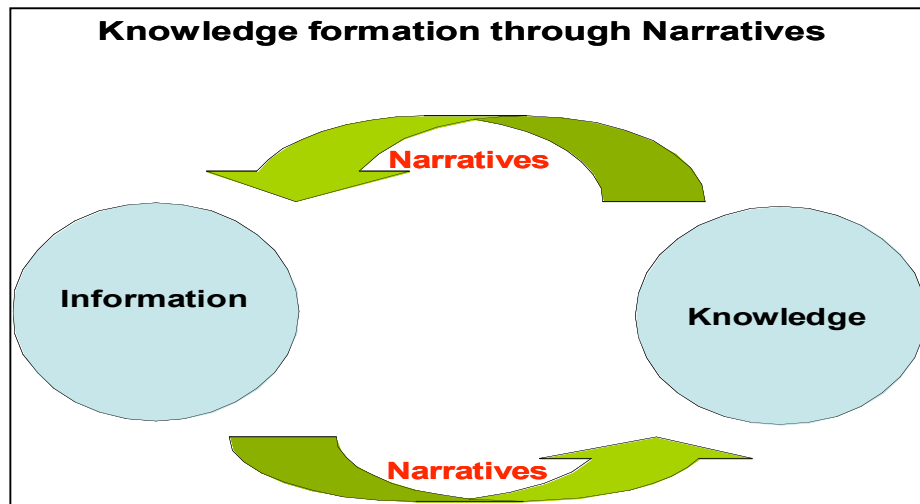 Knowledge formation through Narratives
Narratives
Information
Knowledge
Narratives